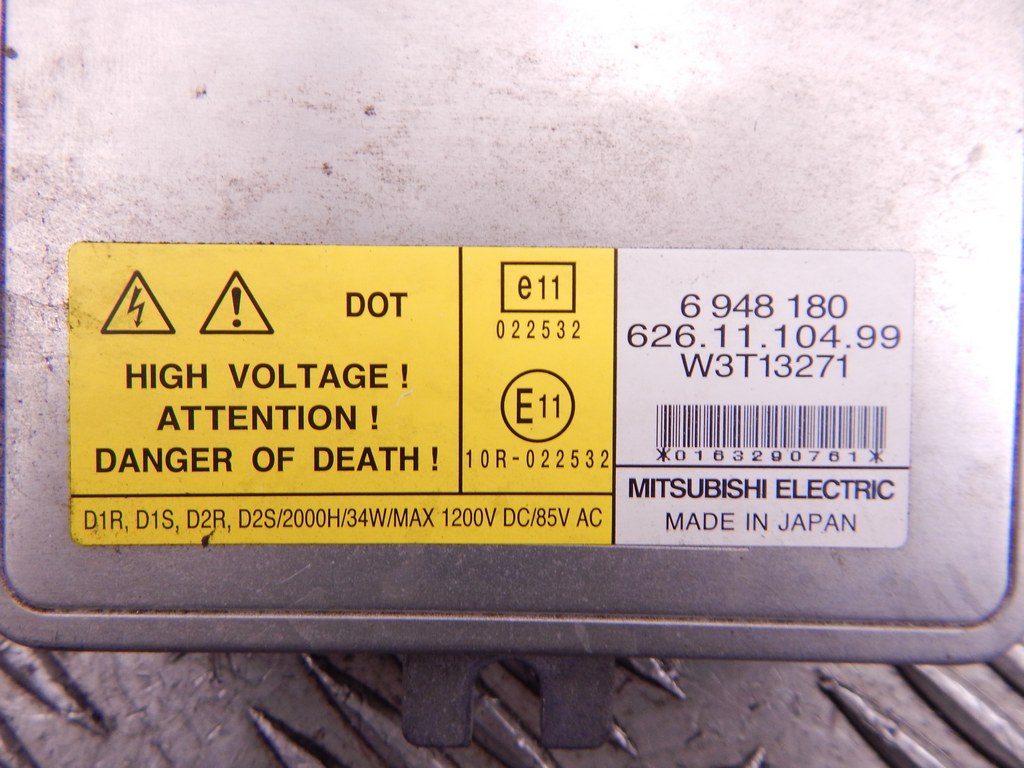 DOT
HIGH VOLTAGE !
ATTENTION !
DANGER OF DEATH !
e11
022532
E11
10R-022532
D1R, D1S, D2R, D2S/2000H/34W/MAX 1200V DC/85V AC
6 948 180
626.11.104.99
W3T13271
*0163290761*
MITSUBISHI ELECTRIC
MADE IN JAPAN